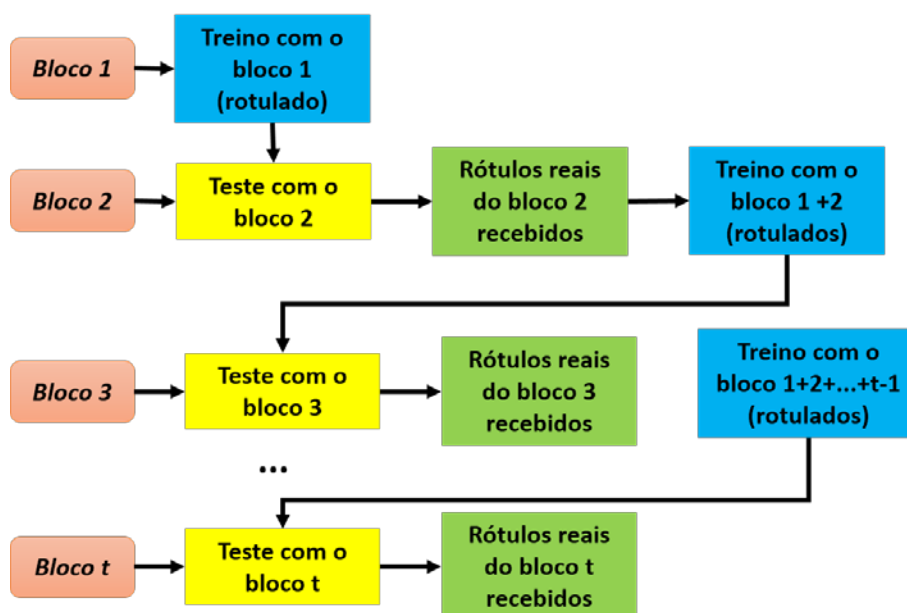 Bloco 1
Treino com o
bloco 1
(rotulado)
Bloco 2
Teste com o
bloco 2
Rótulos reais
do bloco 2
recebidos
Treino com o
bloco 1 +2
(rotulados)
Bloco 3
Teste com o
bloco 3
Rótulos reais
do bloco 3
recebidos
Treino com o
bloco 1+2+...+t-1
(rotulados)
...
Bloco t
Teste com o
bloco t
Rótulos reais
do bloco t
recebidos